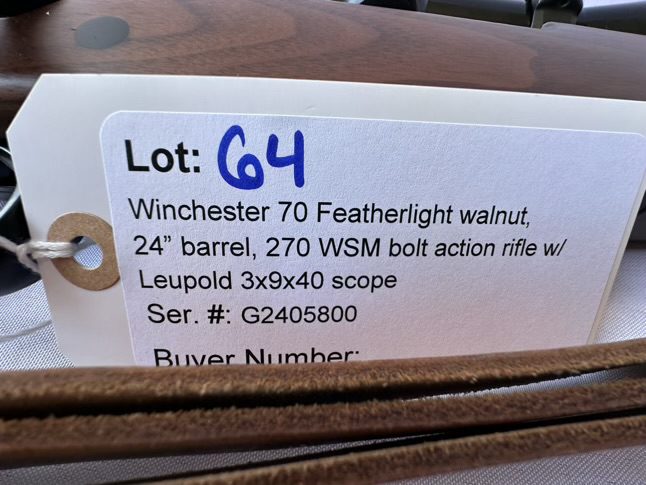 Lot: 64
Winchester 70 Featherlight walnut,
24” barrel, 270 WSM bolt action rifle w/
Leupold 3x9x40 scope
Ser. #: G2405800
Buyer Number: